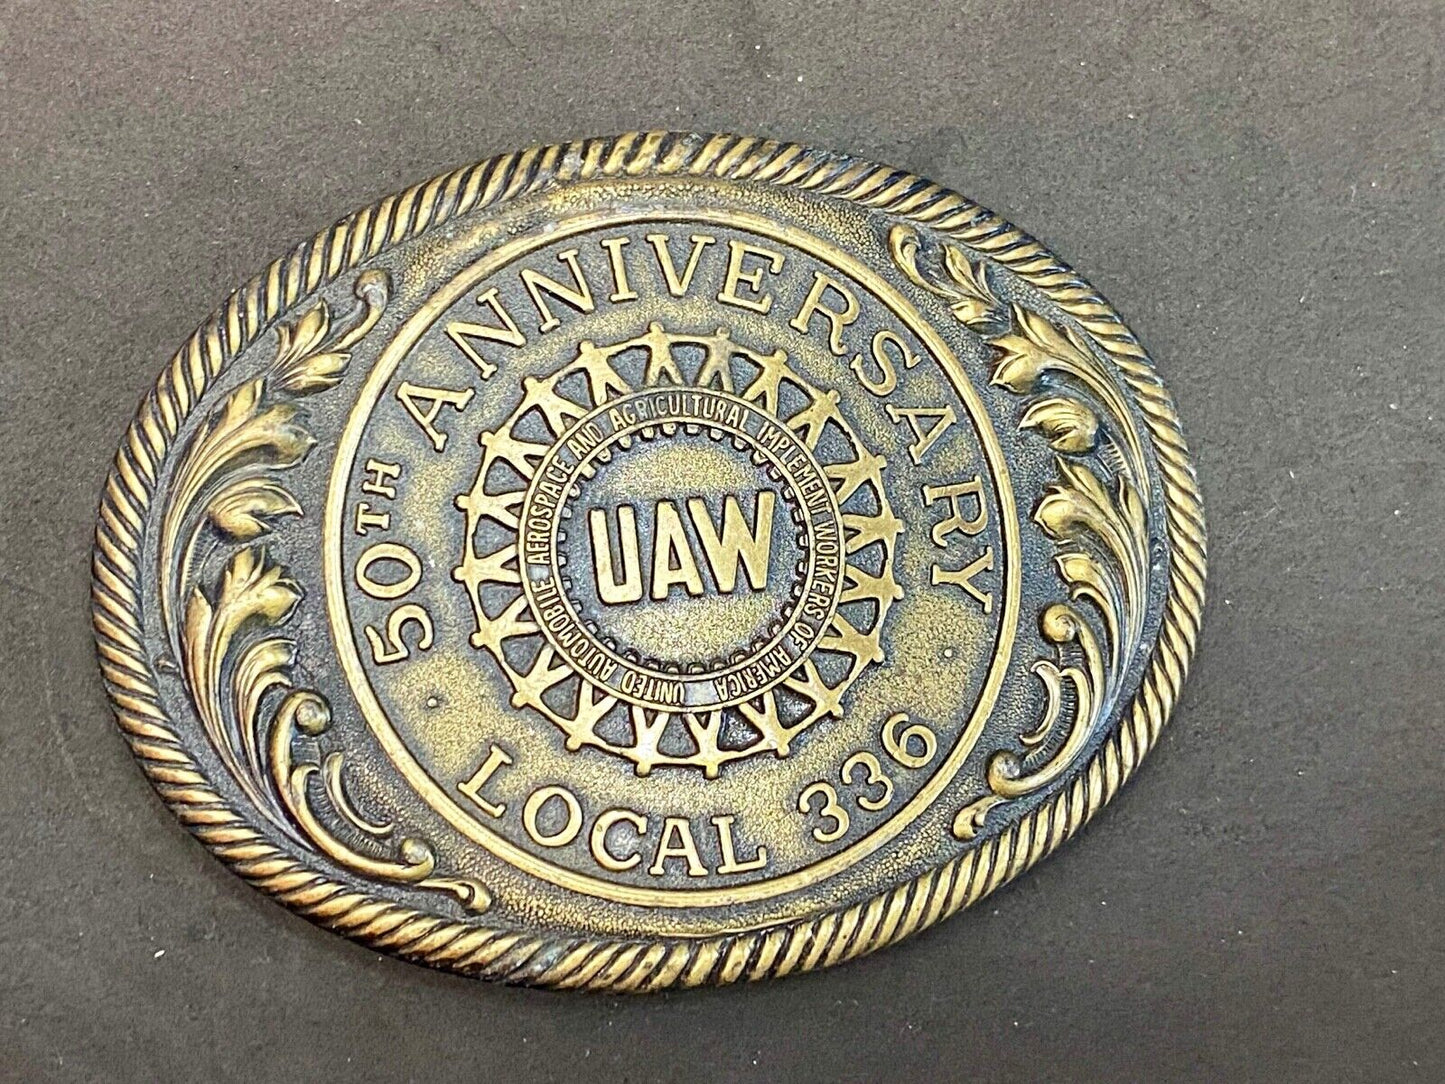 50TH ANNIVERSARY
UNITED AUTOMOBILE AEROSPACE AND AGRICULTURAL IMPLEMENT WORKERS OF AMERICA
UAW
· LOCAL 336 ·